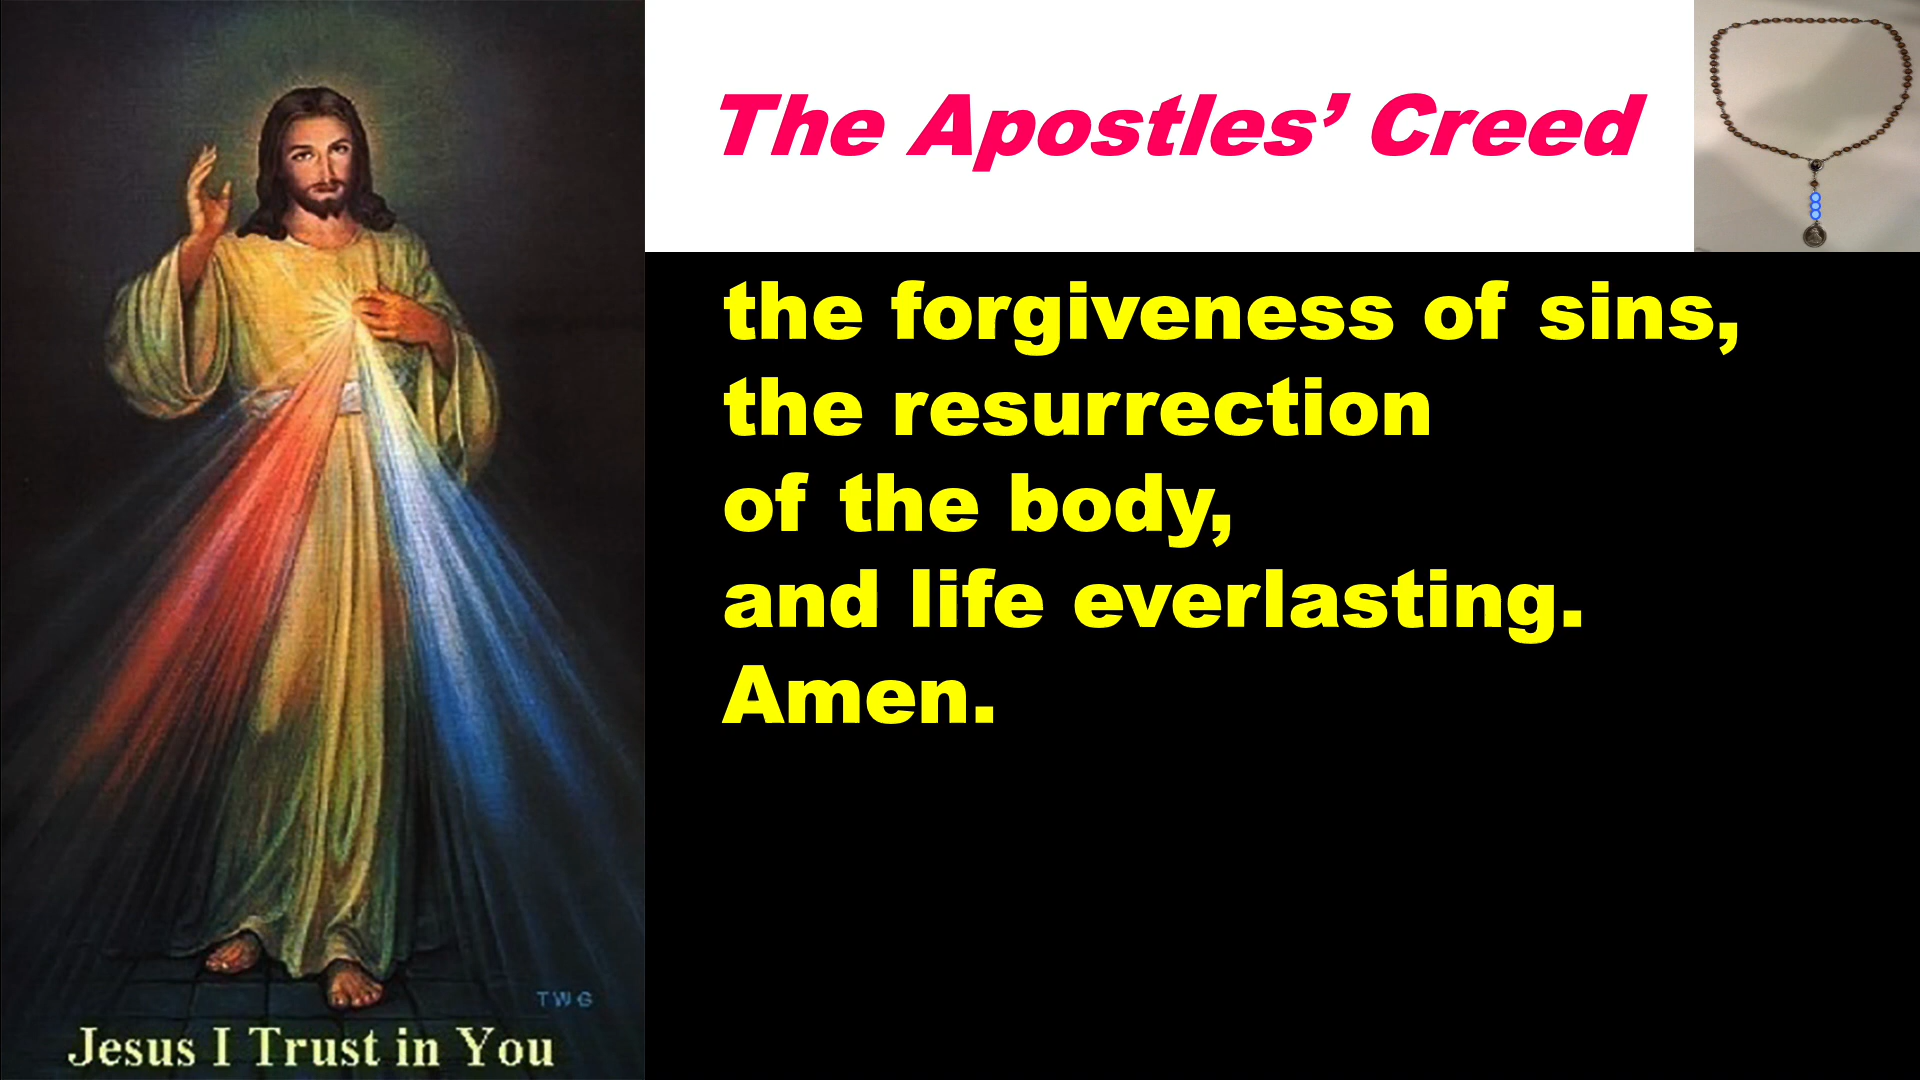 The Apostles’ Creed
the forgiveness of sins,
the resurrection
of the body,
and life everlasting.
Amen.
TWG
Jesus I Trust in You